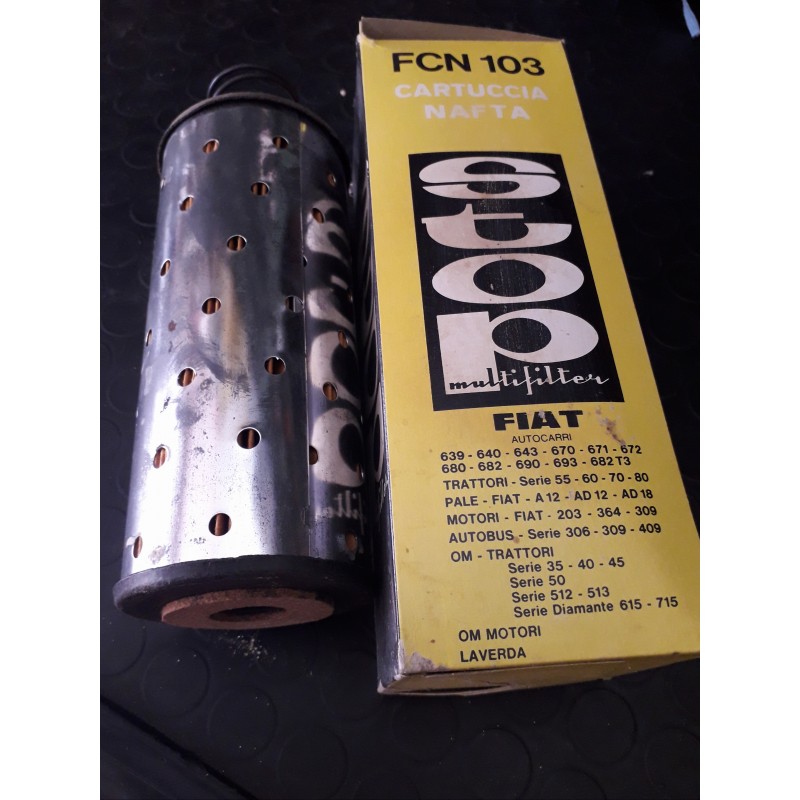 FCN 103
CARTUCCIA
NAFTA
stop
multifilter
FIAT
AUTOCARRI
639 - 640 - 643 - 670 - 671 - 672
680 - 682 - 690 - 693 - 682 T3
TRATTORI - Serie 55 - 60 - 70 - 80
PALE - FIAT - A 12 - AD 12 - AD 18
MOTORI - FIAT - 203 - 364 - 309
AUTOBUS - Serie 306 - 309 - 409
OM - TRATTORI
Serie 35 - 40 - 45
Serie 50
Serie 512 - 513
Serie Diamante 615 - 715
OM MOTORI
LAVERDA